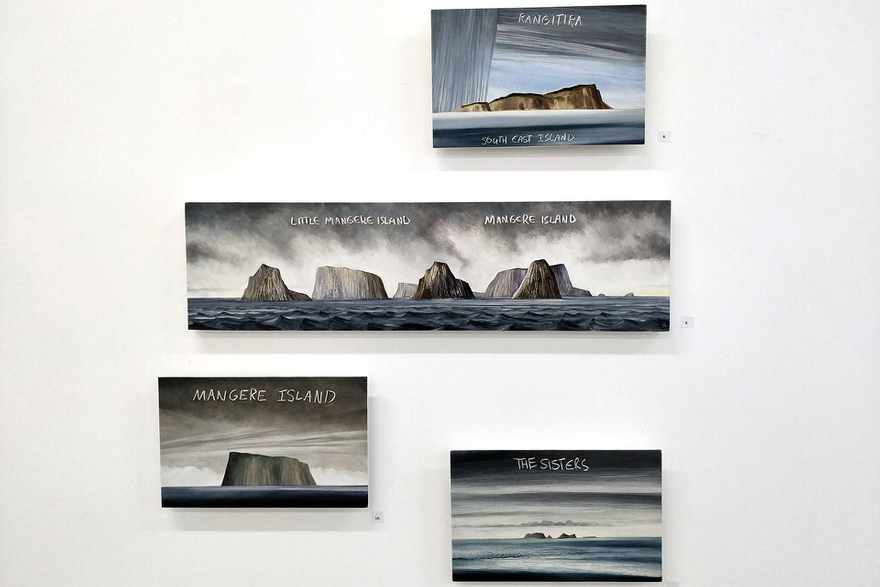 RANGITIRA
SOUTH EAST ISLAND
LITTLE MANGERE ISLAND
MANGERE ISLAND
MANGERE ISLAND
THE SISTERS